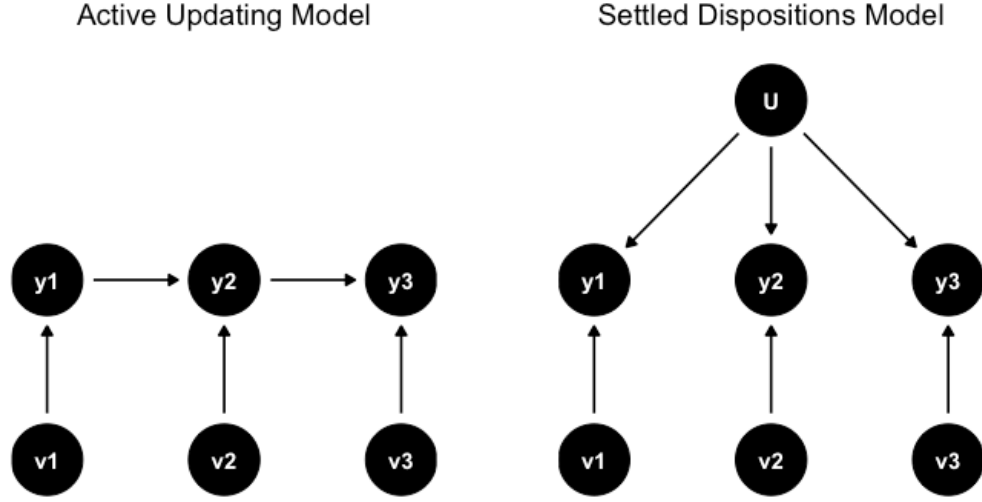 Active Updating Model
Settled Dispositions Model
U
y1 y2 y3
y1 y2 y3
v1 v2 v3
v1 v2 v3